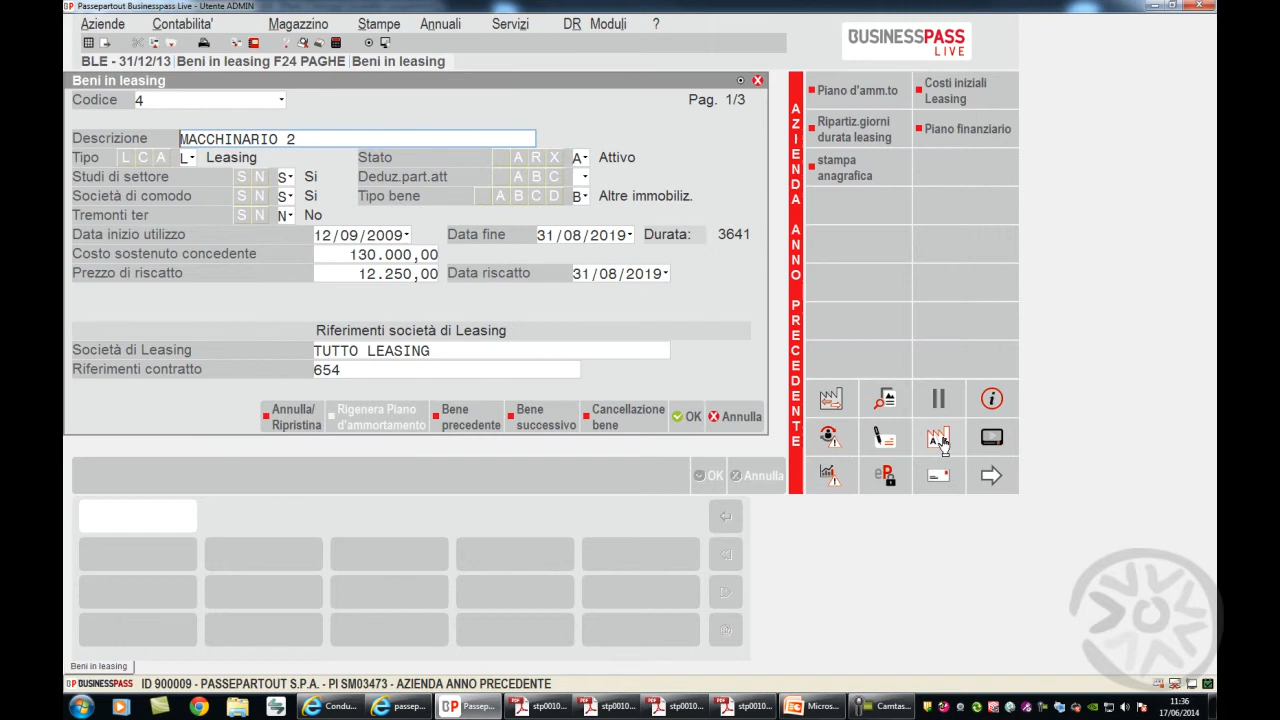 Passepartout Businesspass Live - Utente ADMIN
Aziende Contabilita' Magazzino Stampe Annuali Servizi DR Moduli ?
BUSINESSPASS
LIVE
BLE - 31/12/13 Beni in leasing F24 PAGHE Beni in leasing
Beni in leasing
Codice 4 Pag. 1/3
Descrizione MACCHINARIO 2
Tipo L C A L Leasing Stato A R X A Attivo
Studi di settore S N S Si Deduz.part.att A B C
Società di comodo S N S Si Tipo bene A B C D B Altre immobiliz.
Tremonti ter S N N No
Data inizio utilizzo 12/09/2009 Data fine 31/08/2019 Durata: 3641
Costo sostenuto concedente 130.000,00
Prezzo di riscatto 12.250,00 Data riscatto 31/08/2019
Riferimenti società di Leasing
Società di Leasing TUTTO LEASING
Riferimenti contratto 654
Annulla/
Ripristina
Rigenera Piano
d'ammortamento
Bene
precedente
Bene
successivo
Cancellazione
bene
OK
Annulla
OK Annulla
AZIENDA ANNO PRECEDENTE
Piano d'amm.to
Costi iniziali
Leasing
Ripartiz.giorni
durata leasing
Piano finanziario
stampa
anagrafica
Beni in leasing
BUSINESSPASS ID 900009 - PASSEPARTOUT S.P.A. - PI SM03473 - AZIENDA ANNO PRECEDENTE
Condu...
passep...
Passep...
stp0010...
stp0010...
stp0010...
stp0010...
Micros...
Camtas...
11:36
17/06/2014